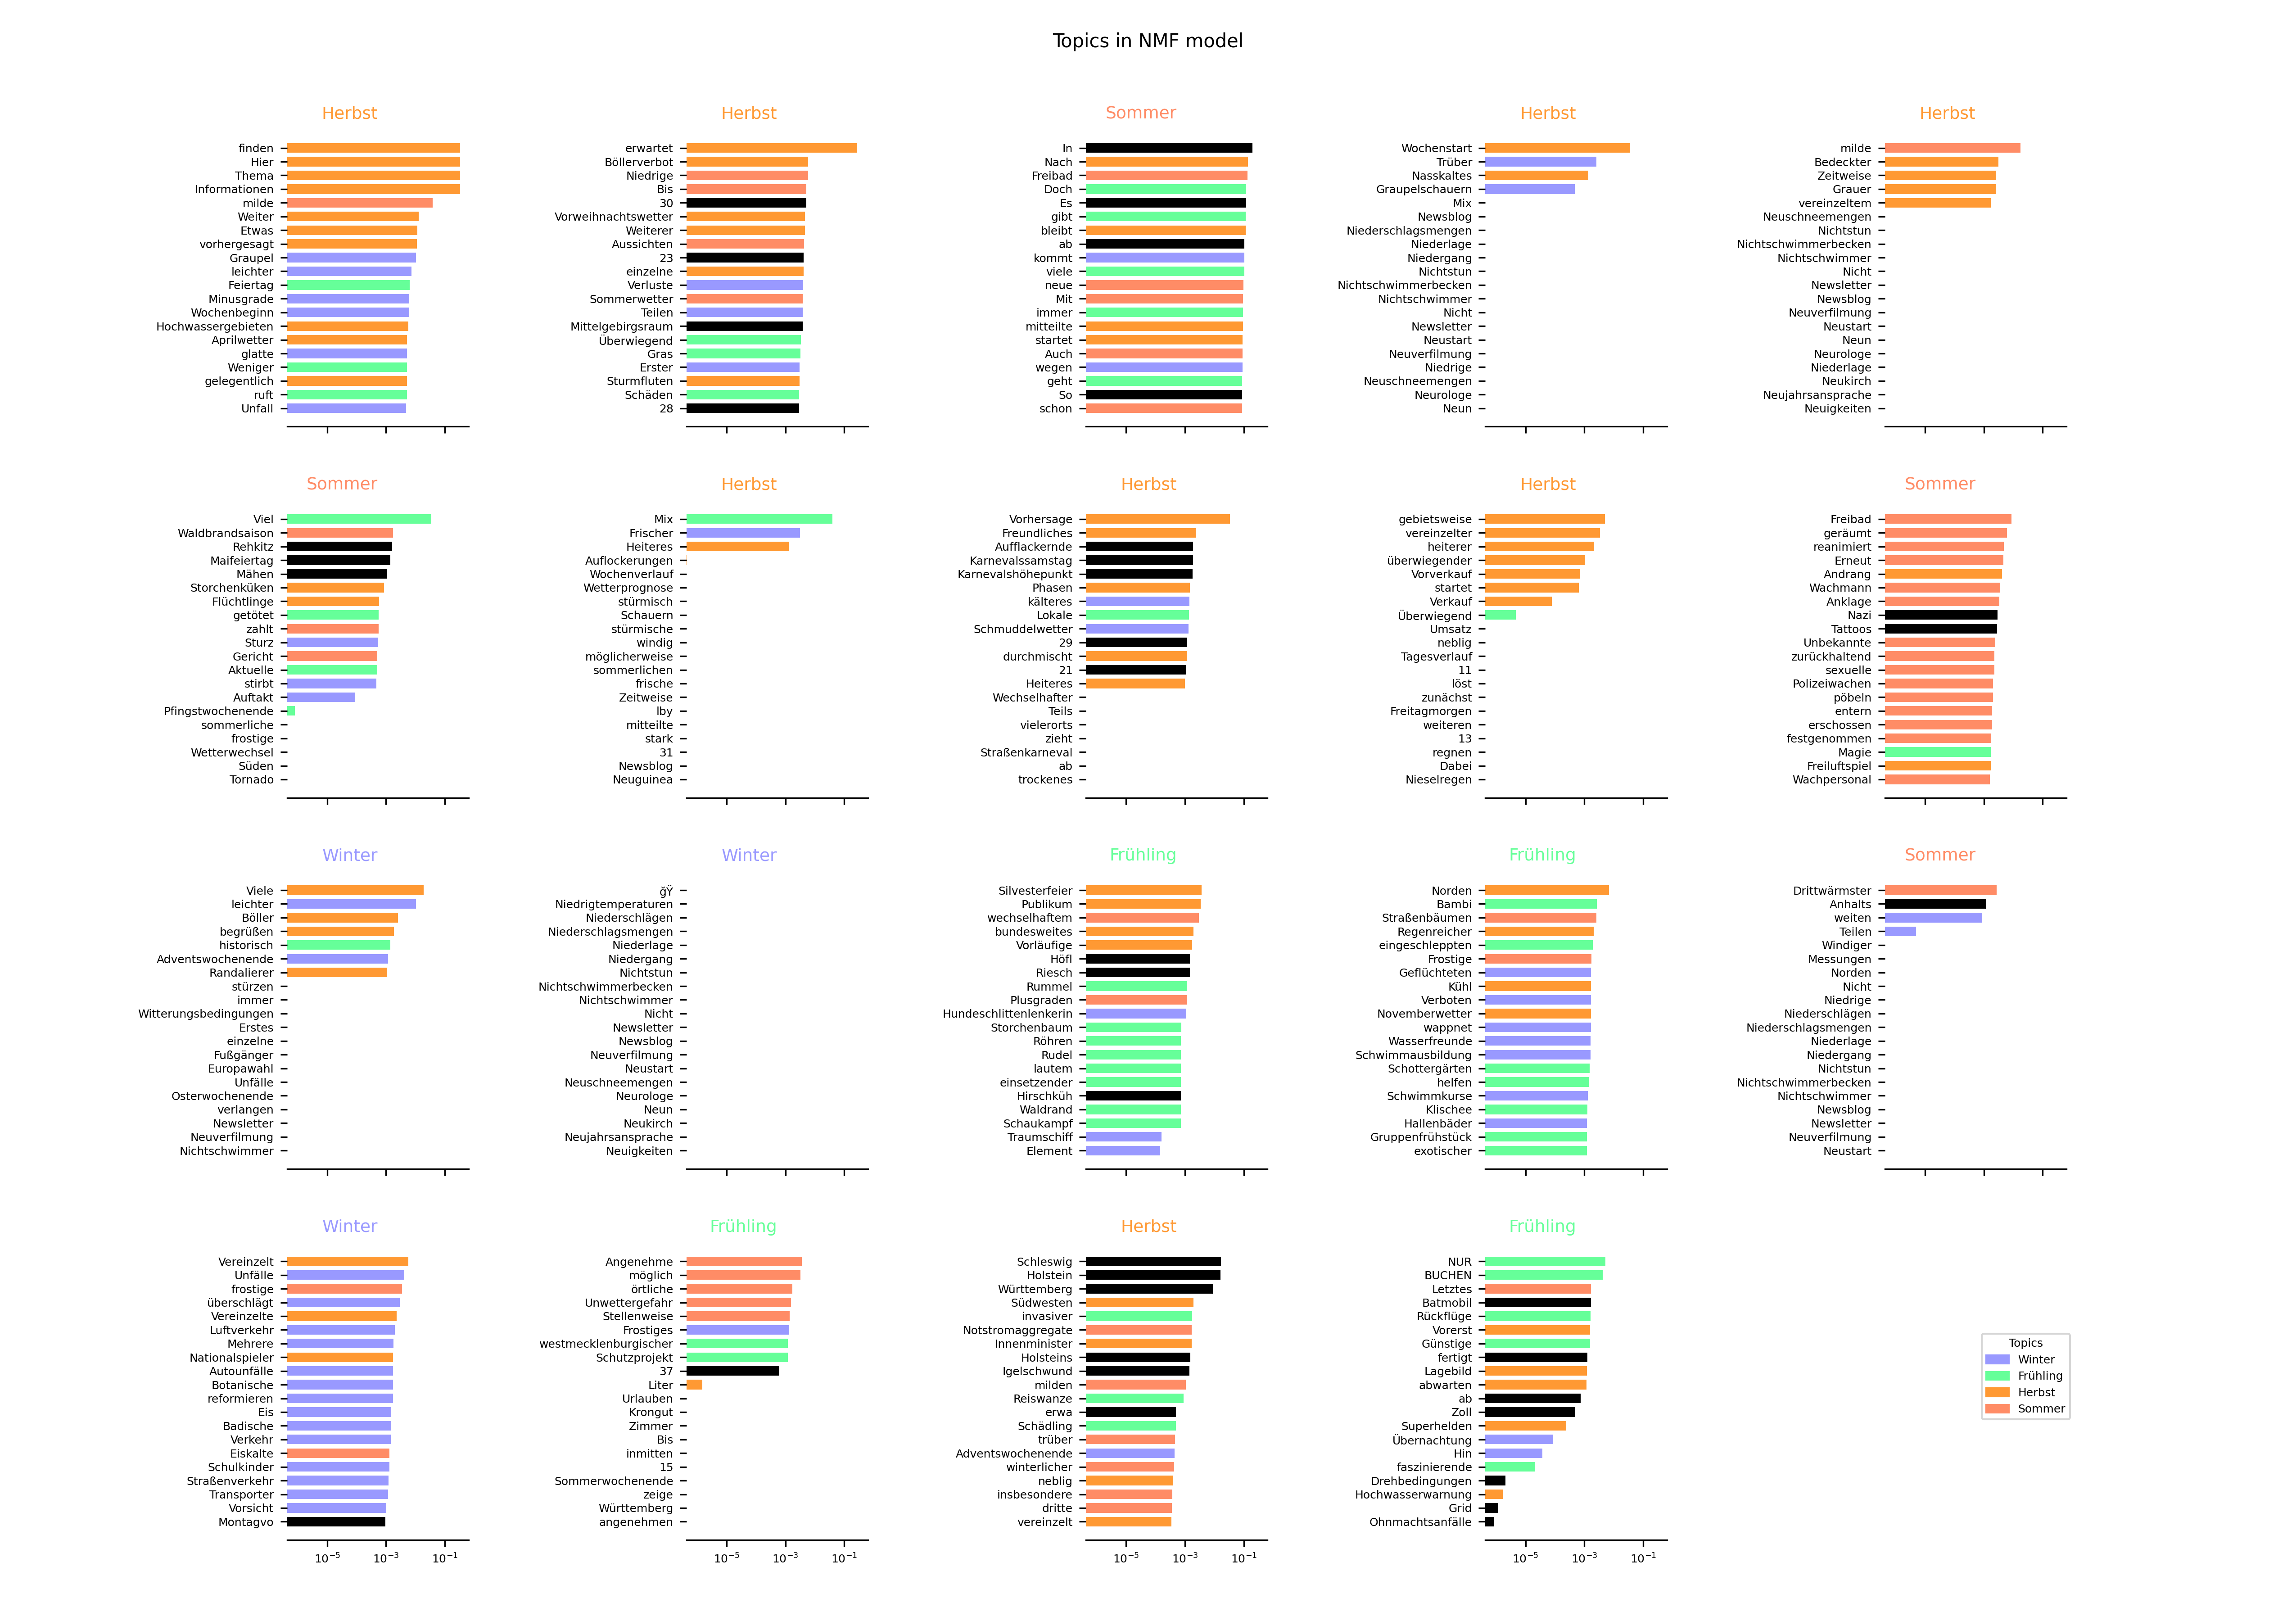 Topics in NMF model
Herbst
finden
Hier
Thema
Informationen
milde
Weiter
Etwas
vorhergesagt
Graupel
leichter
Feiertag
Minusgrade
Wochenbeginn
Hochwassergebieten
Aprilwetter
glatte
Weniger
gelegentlich
ruft
Unfall
Herbst
erwartet
Böllerverbot
Niedrige
Bis
30
Vorweihnachtswetter
Weiterer
Aussichten
23
einzelne
Verluste
Sommerwetter
Teilen
Mittelgebirgsraum
Überwiegend
Gras
Erster
Sturmfluten
Schäden
28
Sommer
In
Nach
Freibad
Doch
Es
gibt
bleibt
ab
kommt
viele
neue
Mit
immer
mitteilte
startet
Auch
wegen
geht
So
schon
Herbst
Wochenstart
Trüber
Nasskaltes
Graupelschauern
Mix
Newsblog
Niederschlagsmengen
Niederlage
Niedergang
Nichtstun
Nichtschwimmerbecken
Nichtschwimmer
Nicht
Newsletter
Neustart
Neuverfilmung
Niedrige
Neuschneemengen
Neurologe
Neun
Herbst
milde
Bedeckter
Zeitweise
Grauer
vereinzeltem
Neuschneemengen
Nichtstun
Nichtschwimmerbecken
Nichtschwimmer
Nicht
Newsletter
Newsblog
Neuverfilmung
Neustart
Neun
Neurologe
Niederlage
Neukirch
Neujahrsansprache
Neuigkeiten
Sommer
Viel
Waldbrandsaison
Rehkitz
Maifeiertag
Mähen
Storchenküken
Flüchtlinge
getötet
zahlt
Sturz
Gericht
Aktuelle
stirbt
Auftakt
Pfingstwochenende
sommerliche
frostige
Wetterwechsel
Süden
Tornado
Herbst
Mix
Frischer
Heiteres
Auflockerungen
Wochenverlauf
Wetterprognose
stürmisch
Schauern
stürmische
windig
möglicherweise
sommerlichen
frische
Zeitweise
lby
mitteilte
stark
31
Newsblog
Neuguinea
Herbst
Vorhersage
Freundliches
Aufflackernde
Karnevalssamstag
Karnevalshöhepunkt
Phasen
kälteres
Lokale
Schmuddelwetter
29
durchmischt
21
Heiteres
Wechselhafter
Teils
vielerorts
zieht
Straßenkarneval
ab
trockenes
Herbst
gebietsweise
vereinzelter
heiterer
überwiegender
Vorverkauf
startet
Verkauf
Überwiegend
Umsatz
neblig
Tagesverlauf
11
löst
zunächst
Freitagmorgen
weiteren
13
regnen
Dabei
Nieselregen
Sommer
Freibad
geräumt
reanimiert
Erneut
Andrang
Wachmann
Anklage
Nazi
Tattoos
Unbekannte
zurückhaltend
sexuelle
Polizeiwachen
pöbeln
entern
erschossen
festgenommen
Magie
Freiluftspiel
Wachpersonal
Winter
Viele
leichter
Böller
begrüßen
historisch
Adventswochenende
Randalierer
stürzen
immer
Witterungsbedingungen
Erstes
einzelne
Fußgänger
Europawahl
Unfälle
Osterwochenende
verlangen
Newsletter
Neuverfilmung
Nichtschwimmer
Winter
ğŸ
Niedrigtemperaturen
Niederschlägen
Niederschlagsmengen
Niederlage
Niedergang
Nichtstun
Nichtschwimmerbecken
Nichtschwimmer
Nicht
Newsletter
Newsblog
Neuverfilmung
Neustart
Neuschneemengen
Neurologe
Neun
Neukirch
Neujahrsansprache
Neuigkeiten
Frühling
Silvesterfeier
Publikum
wechselhaftem
bundesweites
Vorläufige
Höfl
Riesch
Rummel
Plusgraden
Hundeschlittenlenkerin
Storchenbaum
Röhren
Rudel
lautem
einsetzender
Hirschküh
Waldrand
Schaukampf
Traumschiff
Element
Frühling
Norden
Bambi
Straßenbäumen
Regenreicher
eingeschleppten
Frostige
Geflüchteten
Kühl
Verboten
Novemberwetter
wappnet
Wasserfreunde
Schwimmausbildung
Schottergärten
helfen
Schwimmkurse
Klischee
Hallenbäder
Gruppenfrühstück
exotischer
Sommer
Drittwärmster
Anhalts
weiten
Teilen
Windiger
Messungen
Norden
Nicht
Niedrige
Niederschlägen
Niederschlagsmengen
Niederlage
Niedergang
Nichtstun
Nichtschwimmerbecken
Nichtschwimmer
Newsblog
Newsletter
Neuverfilmung
Neustart
Winter
Vereinzelt
Unfälle
frostige
überschlägt
Vereinzelte
Luftverkehr
Mehrere
Nationalspieler
Autounfälle
Botanische
reformieren
Eis
Badische
Verkehr
Eiskalte
Schulkinder
Straßenverkehr
Transporter
Vorsicht
Montagvo
10⁻⁵ 10⁻³ 10⁻¹
Frühling
Angenehme
möglich
örtliche
Unwettergefahr
Stellenweise
Frostiges
westmecklenburgischer
Schutzprojekt
37
Liter
Urlauben
Krongut
Zimmer
Bis
inmitten
15
Sommerwochenende
zeige
Württemberg
angenehmen
10⁻⁵ 10⁻³ 10⁻¹
Herbst
Schleswig
Holstein
Württemberg
Südwesten
invasiver
Notstromaggregate
Innenminister
Holsteins
Igelschwund
milden
Reiswanze
erwa
Schädling
trüber
Adventswochenende
winterlicher
neblig
insbesondere
dritte
vereinzelt
10⁻⁵ 10⁻³ 10⁻¹
Frühling
NUR
BUCHEN
Letztes
Batmobil
Rückflüge
Vorerst
Günstige
fertigt
Lagebild
abwarten
ab
Zoll
Superhelden
Übernachtung
Hin
faszinierende
Drehbedingungen
Hochwasserwarnung
Grid
Ohnmachtsanfälle
10⁻⁵ 10⁻³ 10⁻¹
Topics
Winter
Frühling
Herbst
Sommer